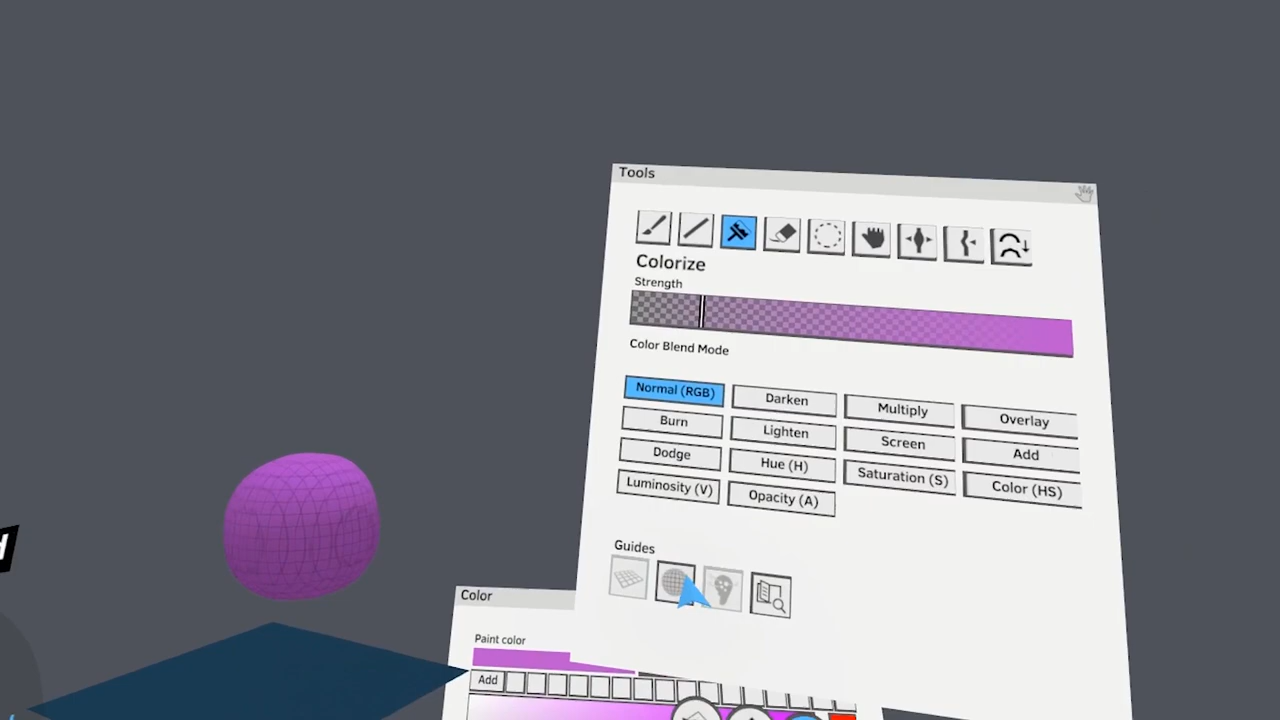 Tools
Colorize
Strength
Color Blend Mode
Normal (RGB) Darken Multiply Overlay
Burn Lighten Screen Add
Dodge Hue (H) Saturation (S) Color (HS)
Luminosity (V) Opacity (A)
Guides
Color
Paint color
Add